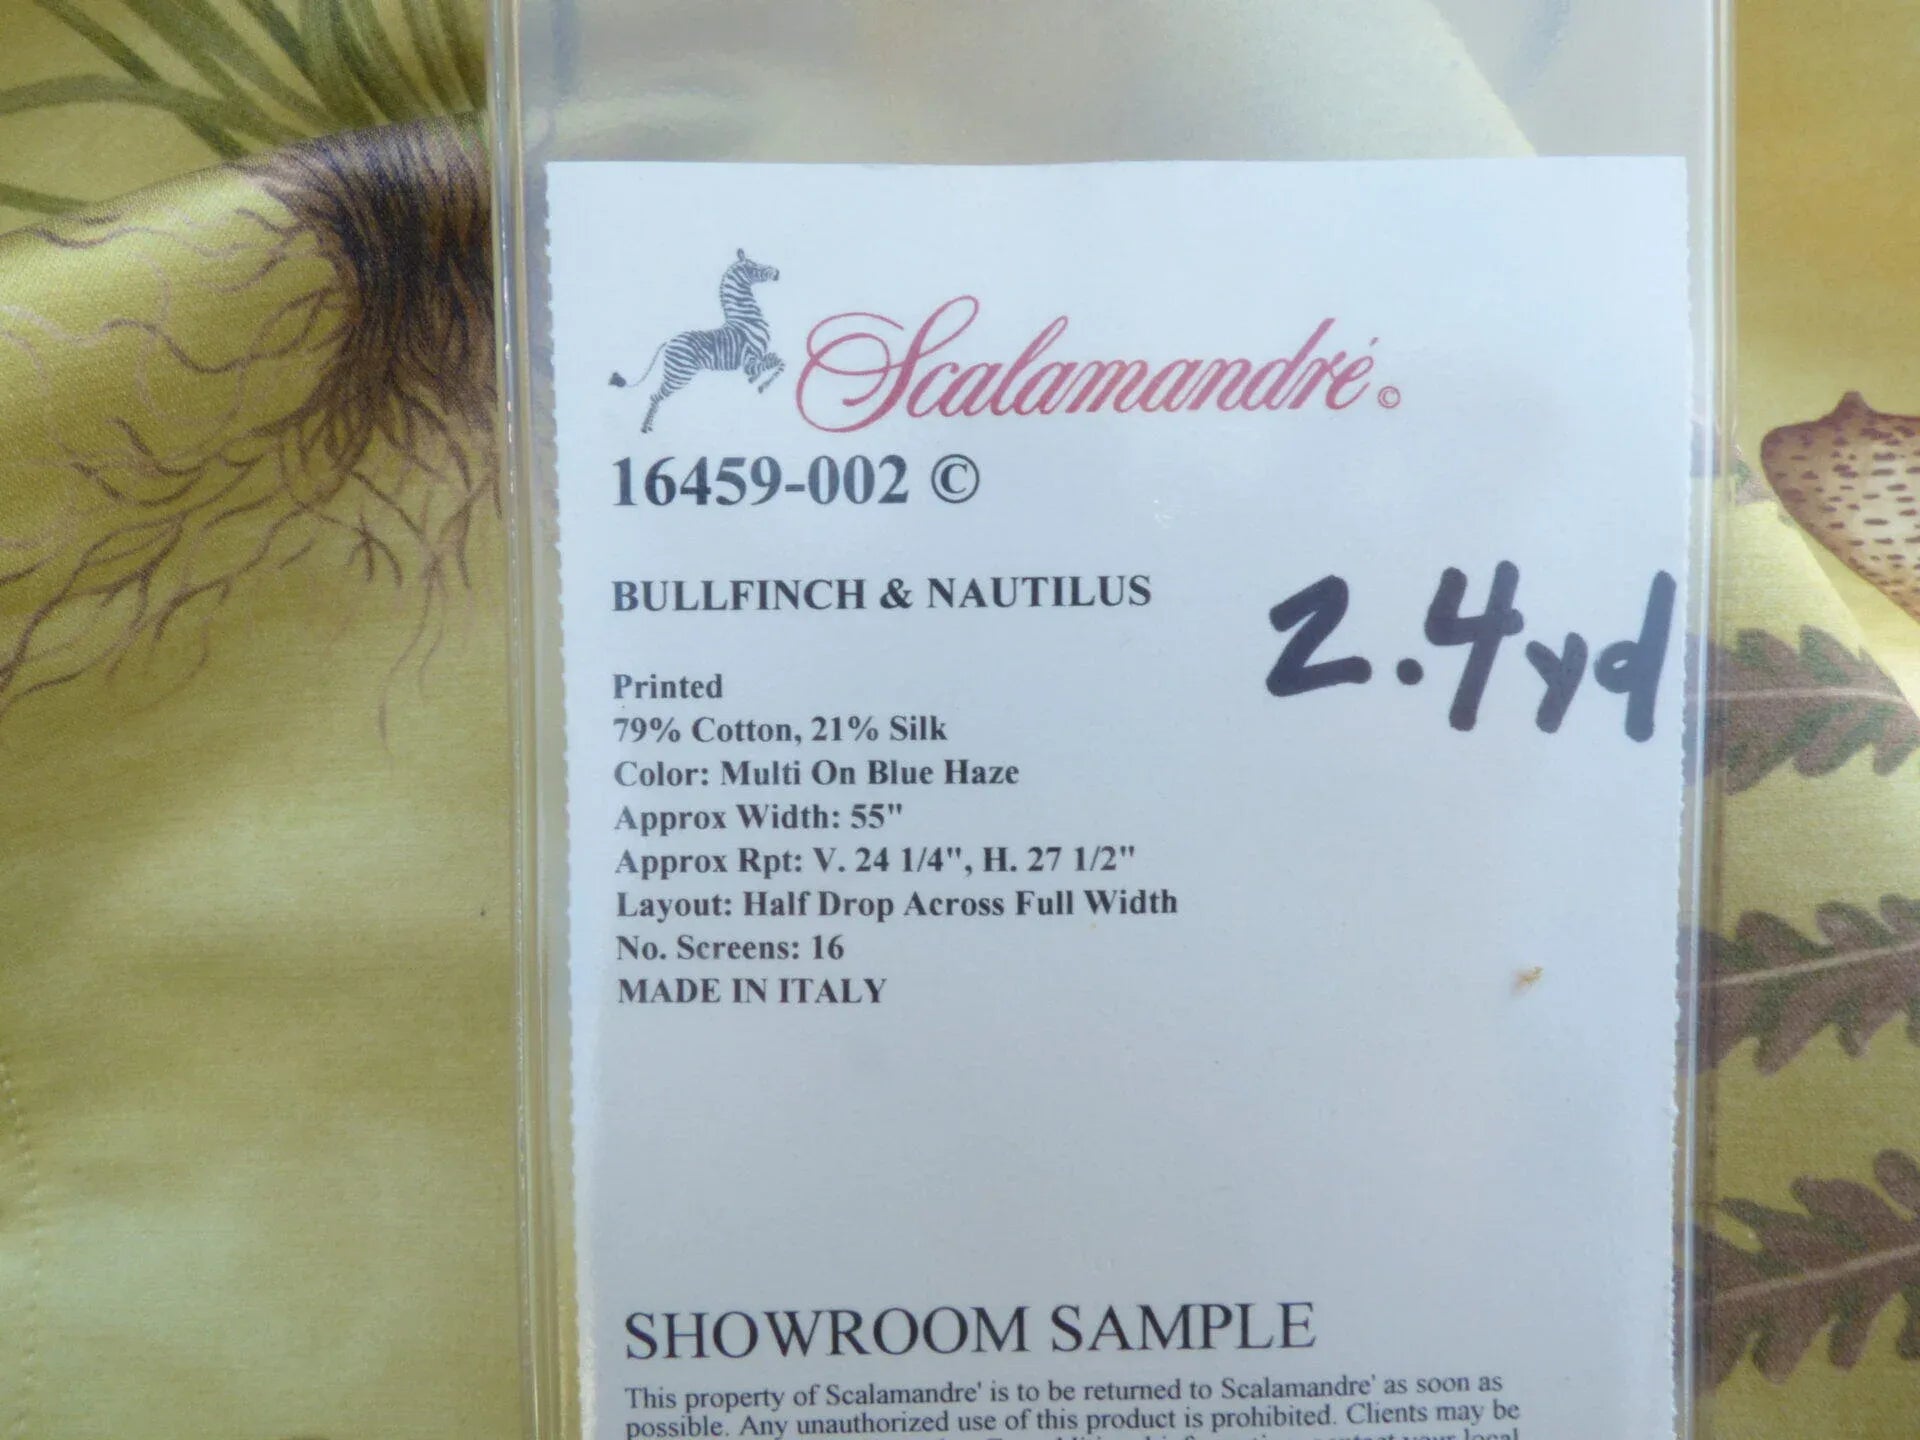 Scalamandré ©
16459-002 ©
BULLFINCH & NAUTILUS
2.4yd
Printed
79% Cotton, 21% Silk
Color: Multi On Blue Haze
Approx Width: 55"
Approx Rpt: V. 24 1/4", H. 27 1/2"
Layout: Half Drop Across Full Width
No. Screens: 16
MADE IN ITALY
SHOWROOM SAMPLE
This property of Scalamandre' is to be returned to Scalamandre' as soon as
possible. Any unauthorized use of this product is prohibited. Clients may be
contact your local